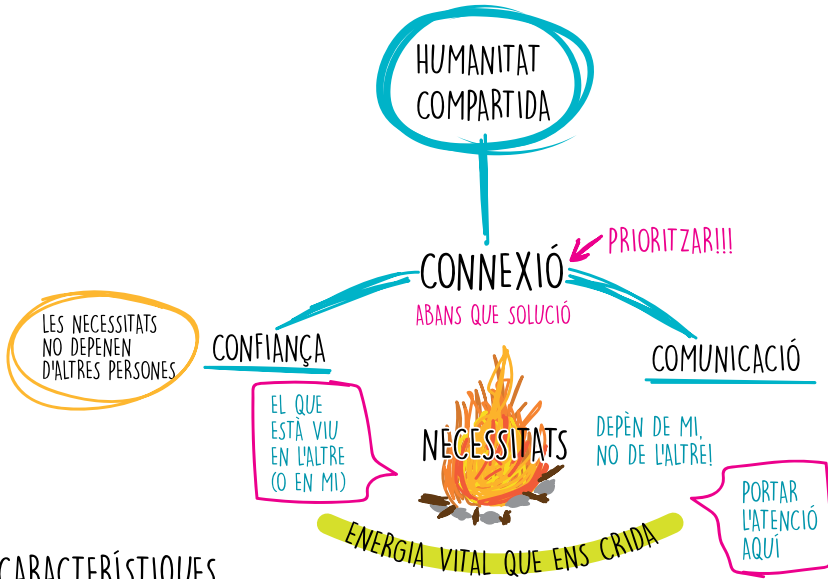 HUMANITAT
COMPARTIDA
PRIORITZAR!!!
CONNEXIÓ
ABANS QUE SOLUCIÓ
LES NECESSITATS
NO DEPENEN
D'ALTRES PERSONES
CONFIANÇA
COMUNICACIÓ
EL QUE
ESTÀ VIU
EN L'ALTRE
(O EN MI)
NECESSITATS
DEPÈN DE MI,
NO DE L'ALTRE!
PORTAR
L'ATENCIÓ
AQUÍ
ENERGIA VITAL QUE ENS CRIDA
CARACTERÍSTIQUES